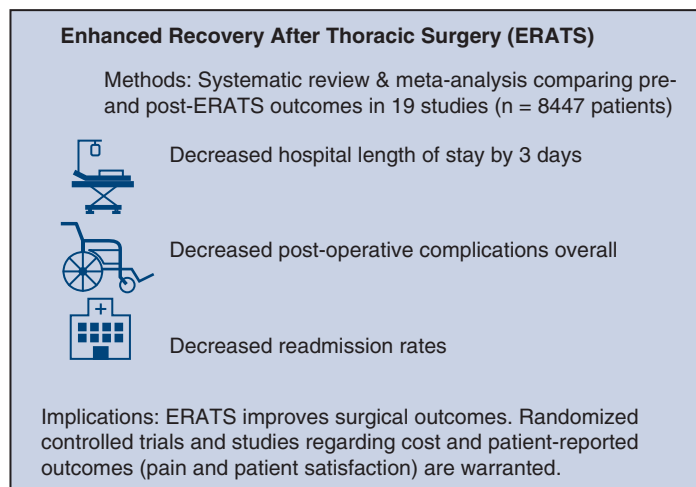 Enhanced Recovery After Thoracic Surgery (ERATS)
Methods: Systematic review & meta-analysis comparing pre-
and post-ERATS outcomes in 19 studies (n = 8447 patients)
Decreased hospital length of stay by 3 days
Decreased post-operative complications overall
Decreased readmission rates
Implications: ERATS improves surgical outcomes. Randomized
controlled trials and studies regarding cost and patient-reported
outcomes (pain and patient satisfaction) are warranted.